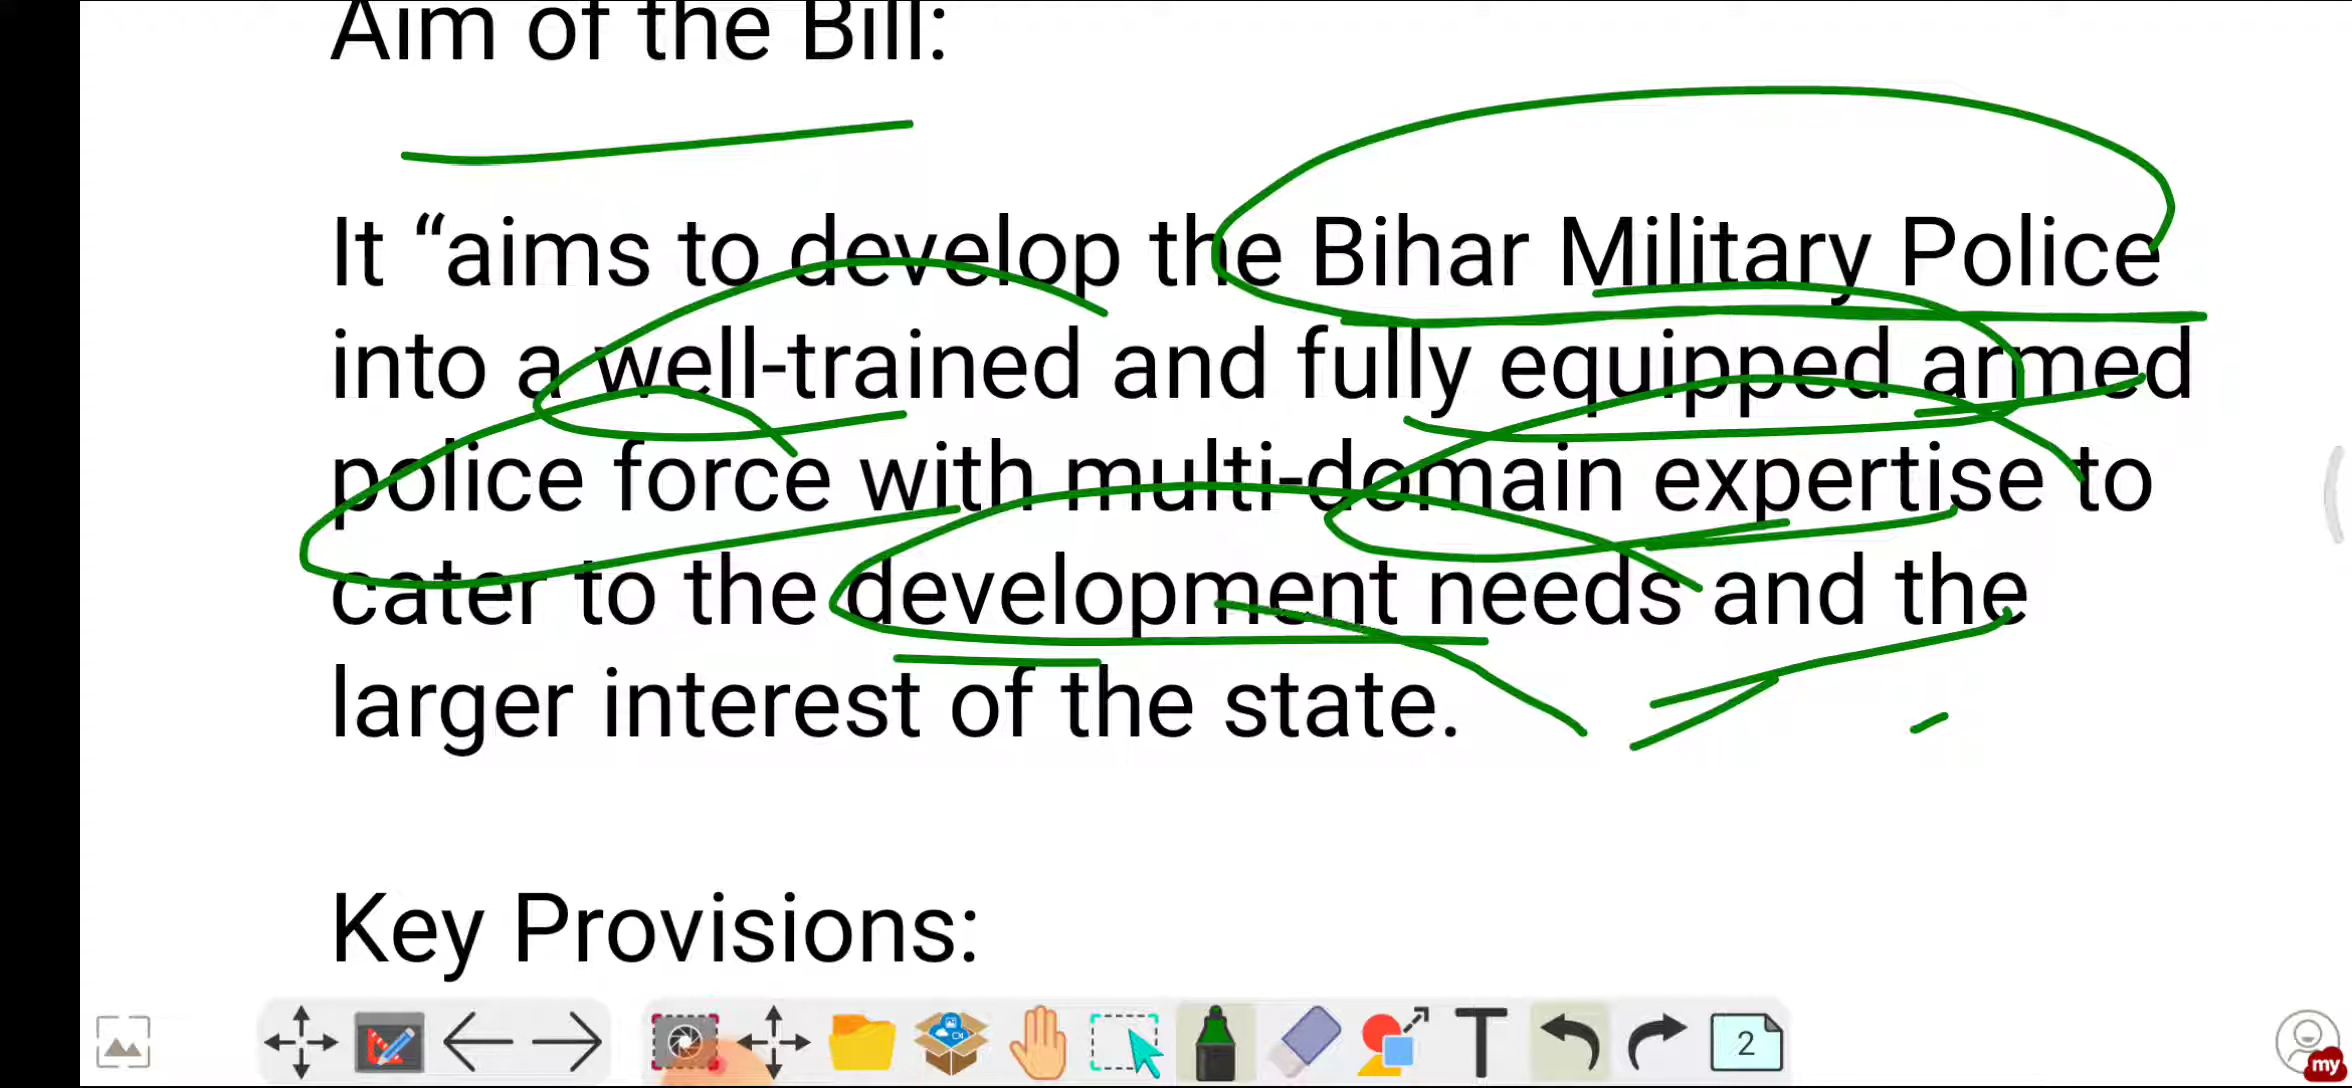 Aim of the Bill:
It “aims to develop the Bihar Military Police
into a well-trained and fully equipped armed
police force with multi-domain expertise to
cater to the development needs and the
larger interest of the state.
Key Provisions:
T
2
my